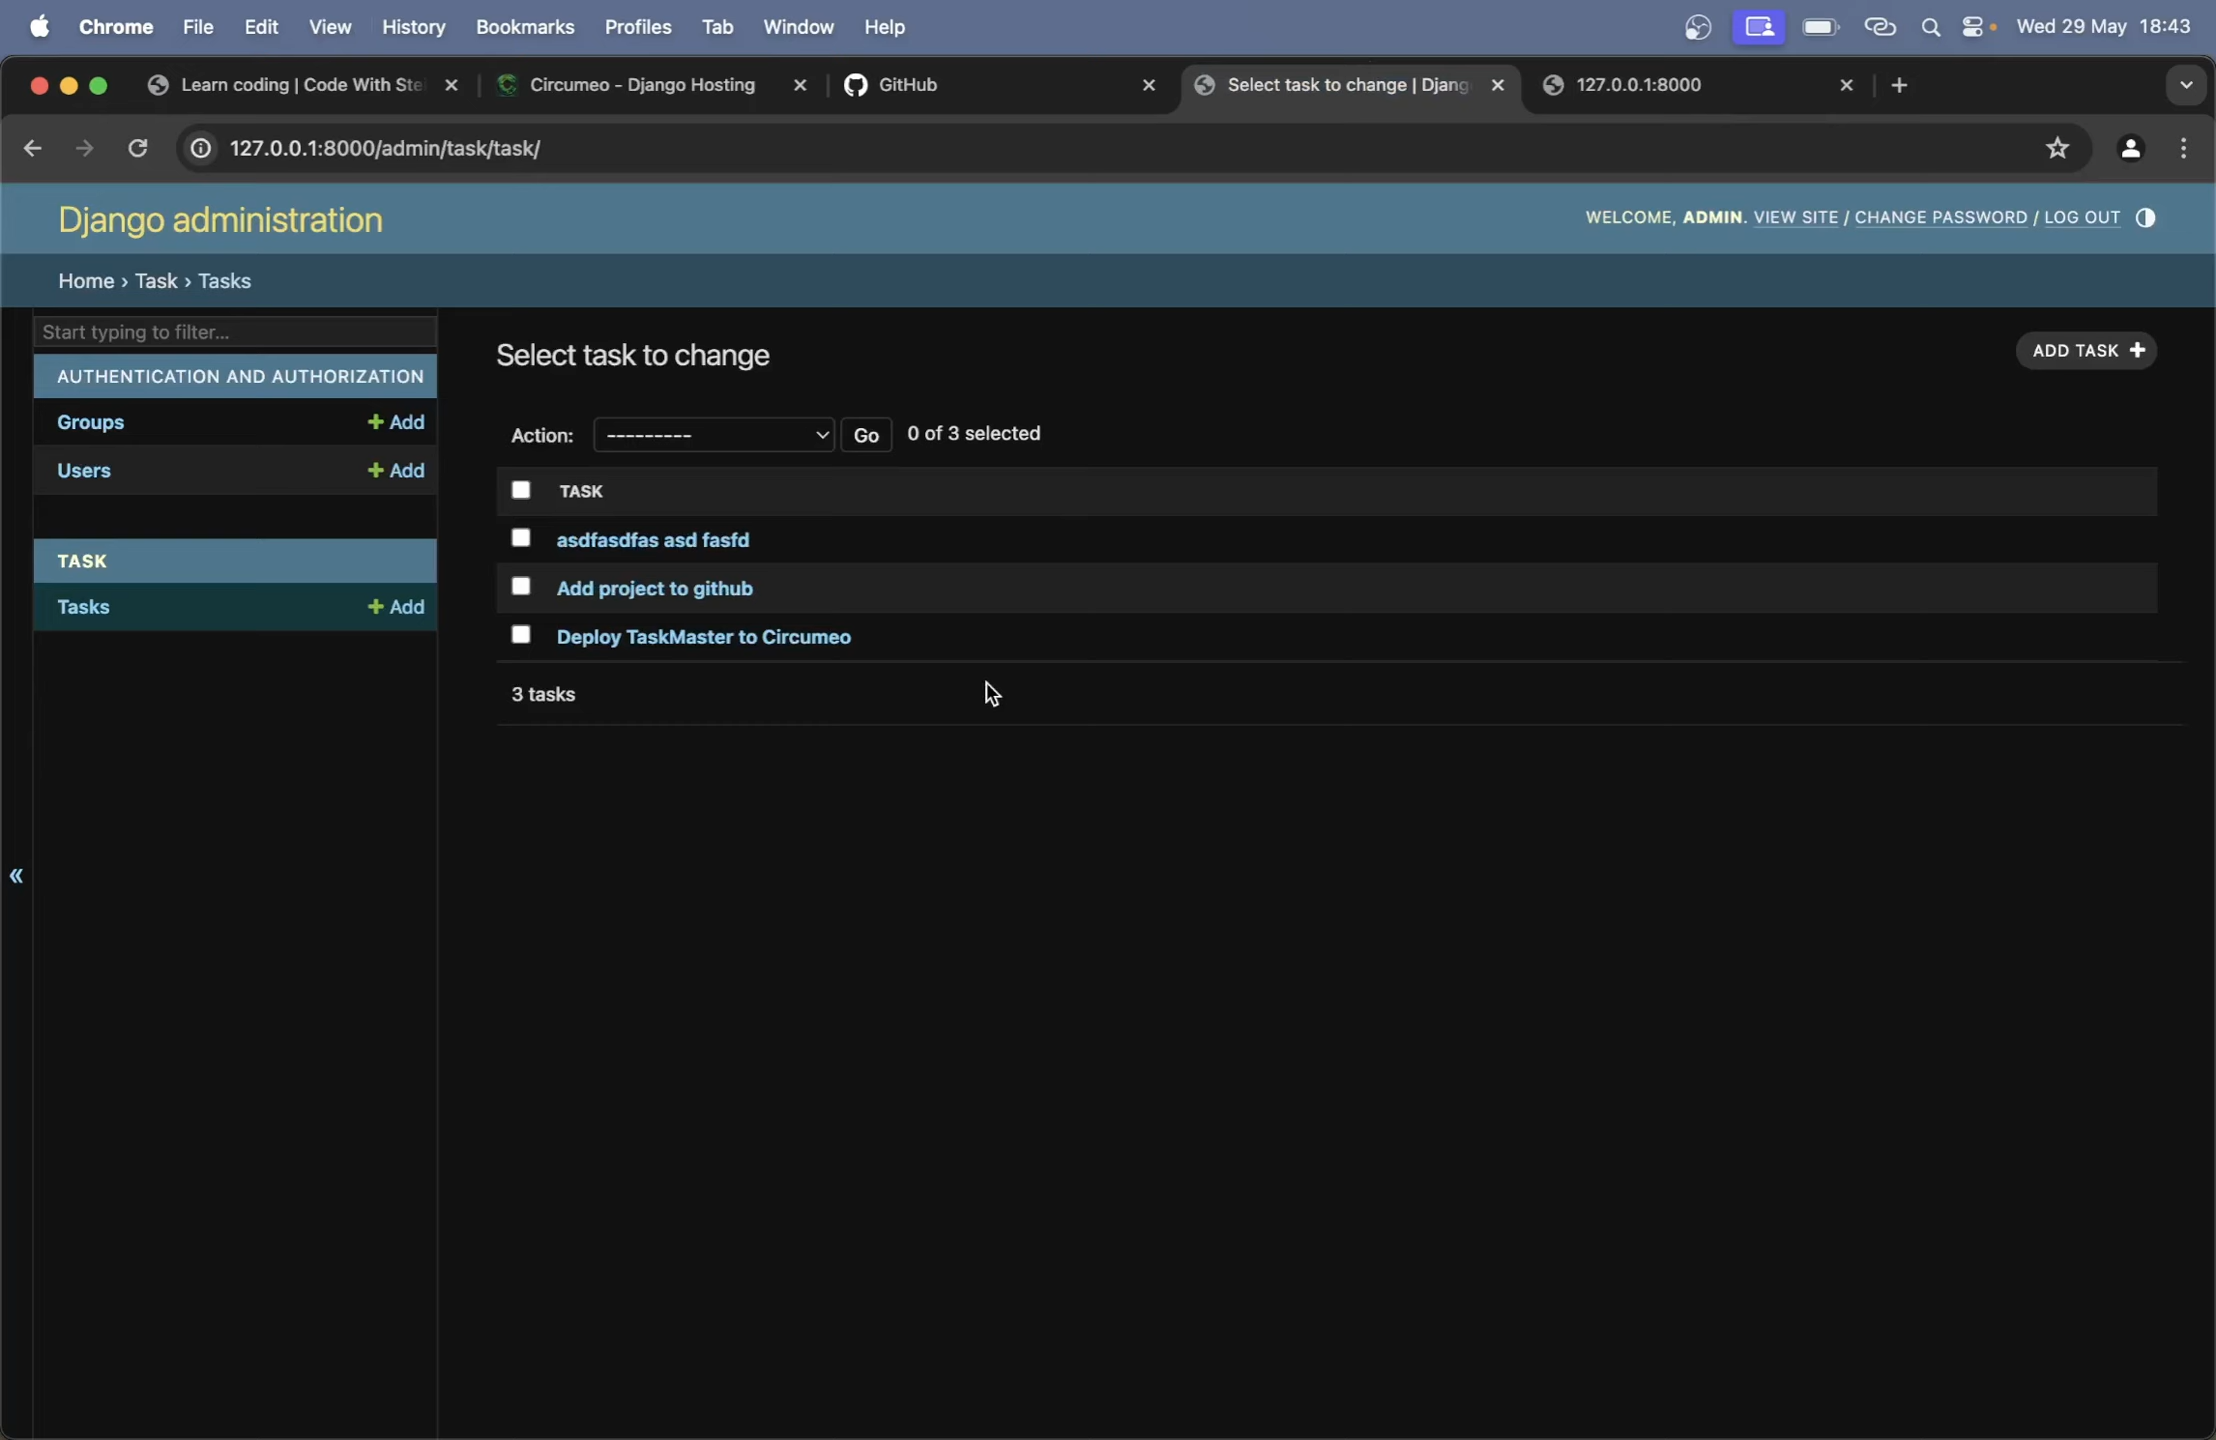 Chrome File Edit View History Bookmarks Profiles Tab Window Help Wed 29 May 18:43
Learn coding | Code With Ste Circumeo - Django Hosting GitHub Select task to change | Djang 127.0.0.1:8000
127.0.0.1:8000/admin/task/task/
Django administration WELCOME, ADMIN. VIEW SITE / CHANGE PASSWORD / LOG OUT
Home › Task › Tasks
Start typing to filter...
AUTHENTICATION AND AUTHORIZATION
Groups + Add
Users + Add
TASK
Tasks + Add
«
Select task to change
ADD TASK +
Action: --------- Go 0 of 3 selected
TASK
asdfasdfas asd fasfd
Add project to github
Deploy TaskMaster to Circumeo
3 tasks